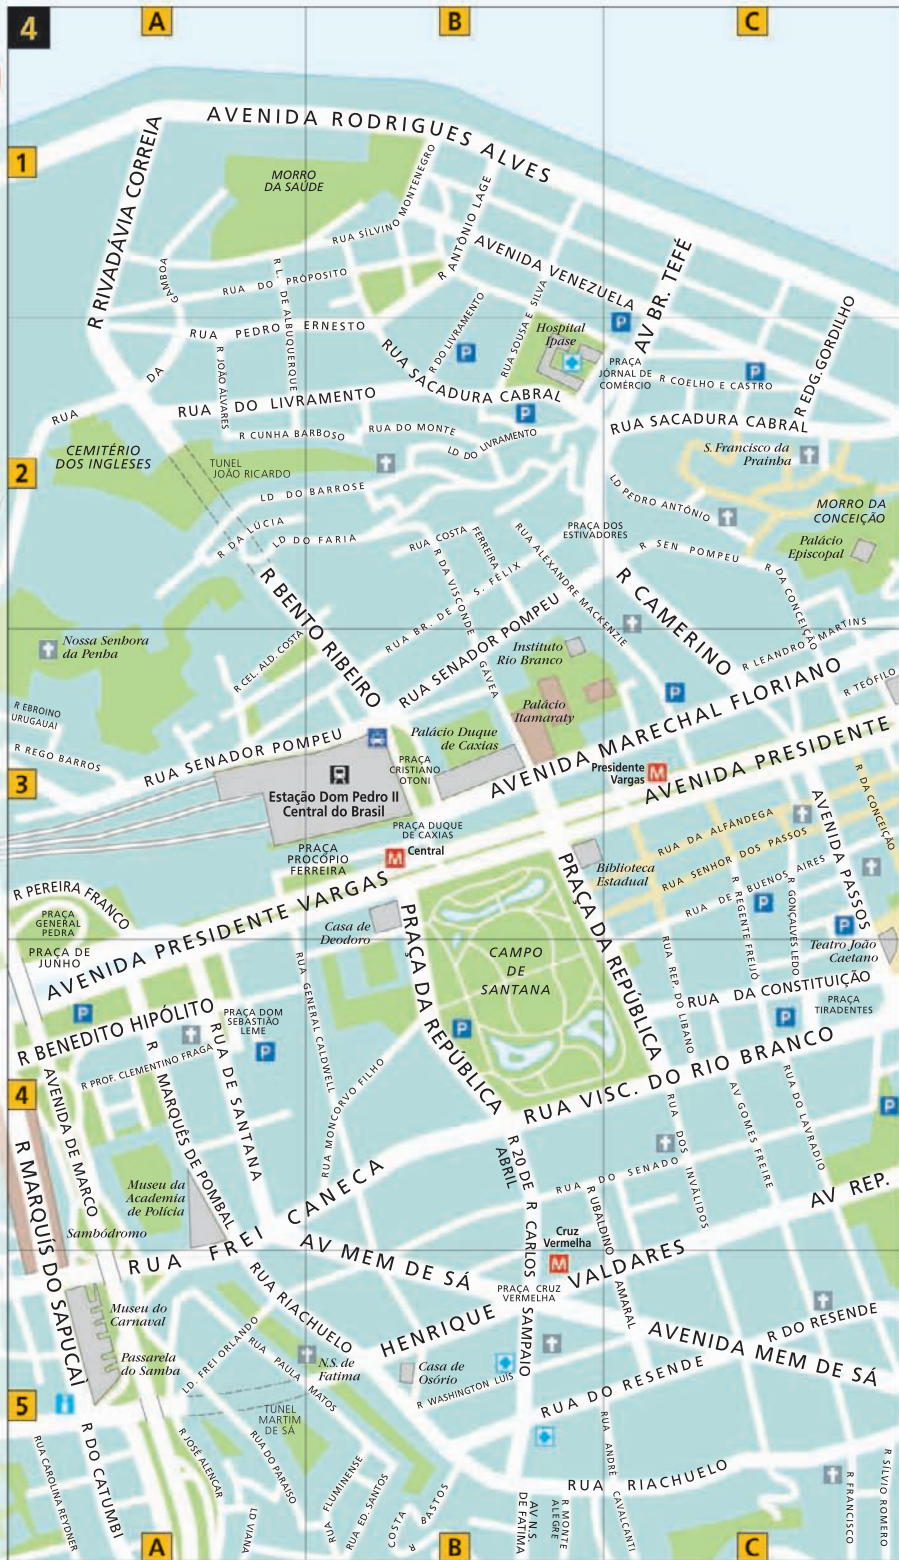 4
A
B
C
1
AVENIDA RODRIGUES ALVES
R RIVADÁVIA CORREIA
MORRO
DA SAÚDE
RUA SÍLVINO MONTENEGRO
R ANTÔNIO LAGE
AVENIDA VENEZUELA
AV BR. TEFÉ
GAMBOA
RUA DO PRÓPOSITO
R L. DE ALBUQUERQUE
RUA PEDRO ERNESTO
R DO LIVRAMENTO
RUA SOUSA E SILVA
Hospital
Ipase
P
P
P
P
PRAÇA
JORNAL DE
COMÉRCIO
R EDG.GORDILHO
R COELHO E CASTRO
RUA SACADURA CABRAL
RUA SACADURA CABRAL
R JOÃO ALVARES
RUA DO LIVRAMENTO
RUA DA
R CUNHA BARBOSO
RUA DO MONTE
LD DO LIVRAMENTO
2
CEMITÉRIO
DOS INGLESES
TUNEL
JOÃO RICARDO
S. Francisco da
Prainha
LD DO BARROSE
LD PEDRO ANTÔNIO
MORRO DA
CONCEIÇÃO
Palácio
Episcopal
R DA LÚCIA
LD DO FARIA
RUA COSTA FERREIRA
RUA ALEXANDRE MACKENZIE
PRAÇA DOS
ESTIVADORES
R SEN POMPEU
R DA CONCEIÇÃO
R DA VISCONDE GÁVEA
RUA BR. DE S. FÉLIX
R BENTO RIBEIRO
R CAMERINO
Nossa Senhora
da Penha
R CEL. ALD. COSTA
RUA SENADOR POMPEU
Instituto
Rio Branco
R LEANDRO MARTINS
R TEÓFILO
R EBROINO
URUGAUAI
R REGO BARROS
Palácio
Itamaraty
P
AVENIDA MARECHAL FLORIANO
RUA SENADOR POMPEU
Palácio Duque
de Caxias
3
PRAÇA
CRISTIANO
OTONI
Presidente
Vargas
M
AVENIDA PRESIDENTE
Estação Dom Pedro II
Central do Brasil
PRAÇA DUQUE
DE CAXIAS
M
Central
PRAÇA
PROCÓPIO
FERREIRA
RUA DA ALFÂNDEGA
RUA SENHOR DOS PASSOS
AVENIDA PASSOS
R DA CONCEIÇÃO
Biblioteca
Estadual
RUA DE BUENOS AIRES
R PEREIRA FRANCO
PRAÇA
GENERAL
PEDRA
AVENIDA PRESIDENTE VARGAS
Casa de
Deodoro
PRAÇA DA REPÚBLICA
PRAÇA DA REPÚBLICA
P
P
R REGENTE FREIJÓ
R GONÇALVES LEDO
Teatro João
Caetano
PRAÇA DE
JUNHO
CAMPO
DE
SANTANA
RUA GENERAL CALDWELL
RUA REP. DO LIBANO
RUA DA CONSTITUIÇÃO
PRAÇA
TIRADENTES
P
P
P
P
R BENEDITO HIPÓLITO
PRAÇA DOM
SEBASTIÃO
LEME
R PROF. CLEMENTINO FRAGA
RUA DE SANTANA
RUA MONCORVO FILHO
RUA VISC. DO RIO BRANCO
4
P
AVENIDA DE MARCO
R MARQUÊS DE POMBAL
R MARQUÍS DO SAPUCAÍ
R 20 DE
ABRIL
RUA DOS INVÁLIDOS
AV GOMES FREIRE
RUA DO LAVRADIO
Museu da
Academia
de Polícia
RUA DO SENADO
AV REP.
Sambódromo
RUA FREI CANECA
R CARLOS SAMPAIO
R UBALDINO AMARAL
Cruz
Vermelha
M
AV MEM DE SÁ
PRAÇA CRUZ
VERMELHA
HENRIQUE VALDARES
RUA RIACHUELO
Museu do
Carnaval
AVENIDA MEM DE SÁ
R DO RESENDE
Passarela
do Samba
LD. FREI ORLANDO
RUA PAULA MATOS
N.S. de
Fatima
Casa de
Osório
R WASHINGTON LUÍS
RUA DO RESENDE
5
TUNEL
MARTIM
DE SÁ
R DO CATUMBI
RUA CAROLINA REYDNER
R JOSÉ ALENCAR
RUA DO PARAÍSO
LD VIANA
RUA FLUMINENSE
RUA ED. SANTOS
COSTA
R BASTOS
RUA RIACHUELO
RUA ANDRÉ CAVALCANTI
AV N.S
DE FATIMA
R MONTE
ALEGRE
R FRANCISCO
R SÍLVIO ROMERO
A
B
C